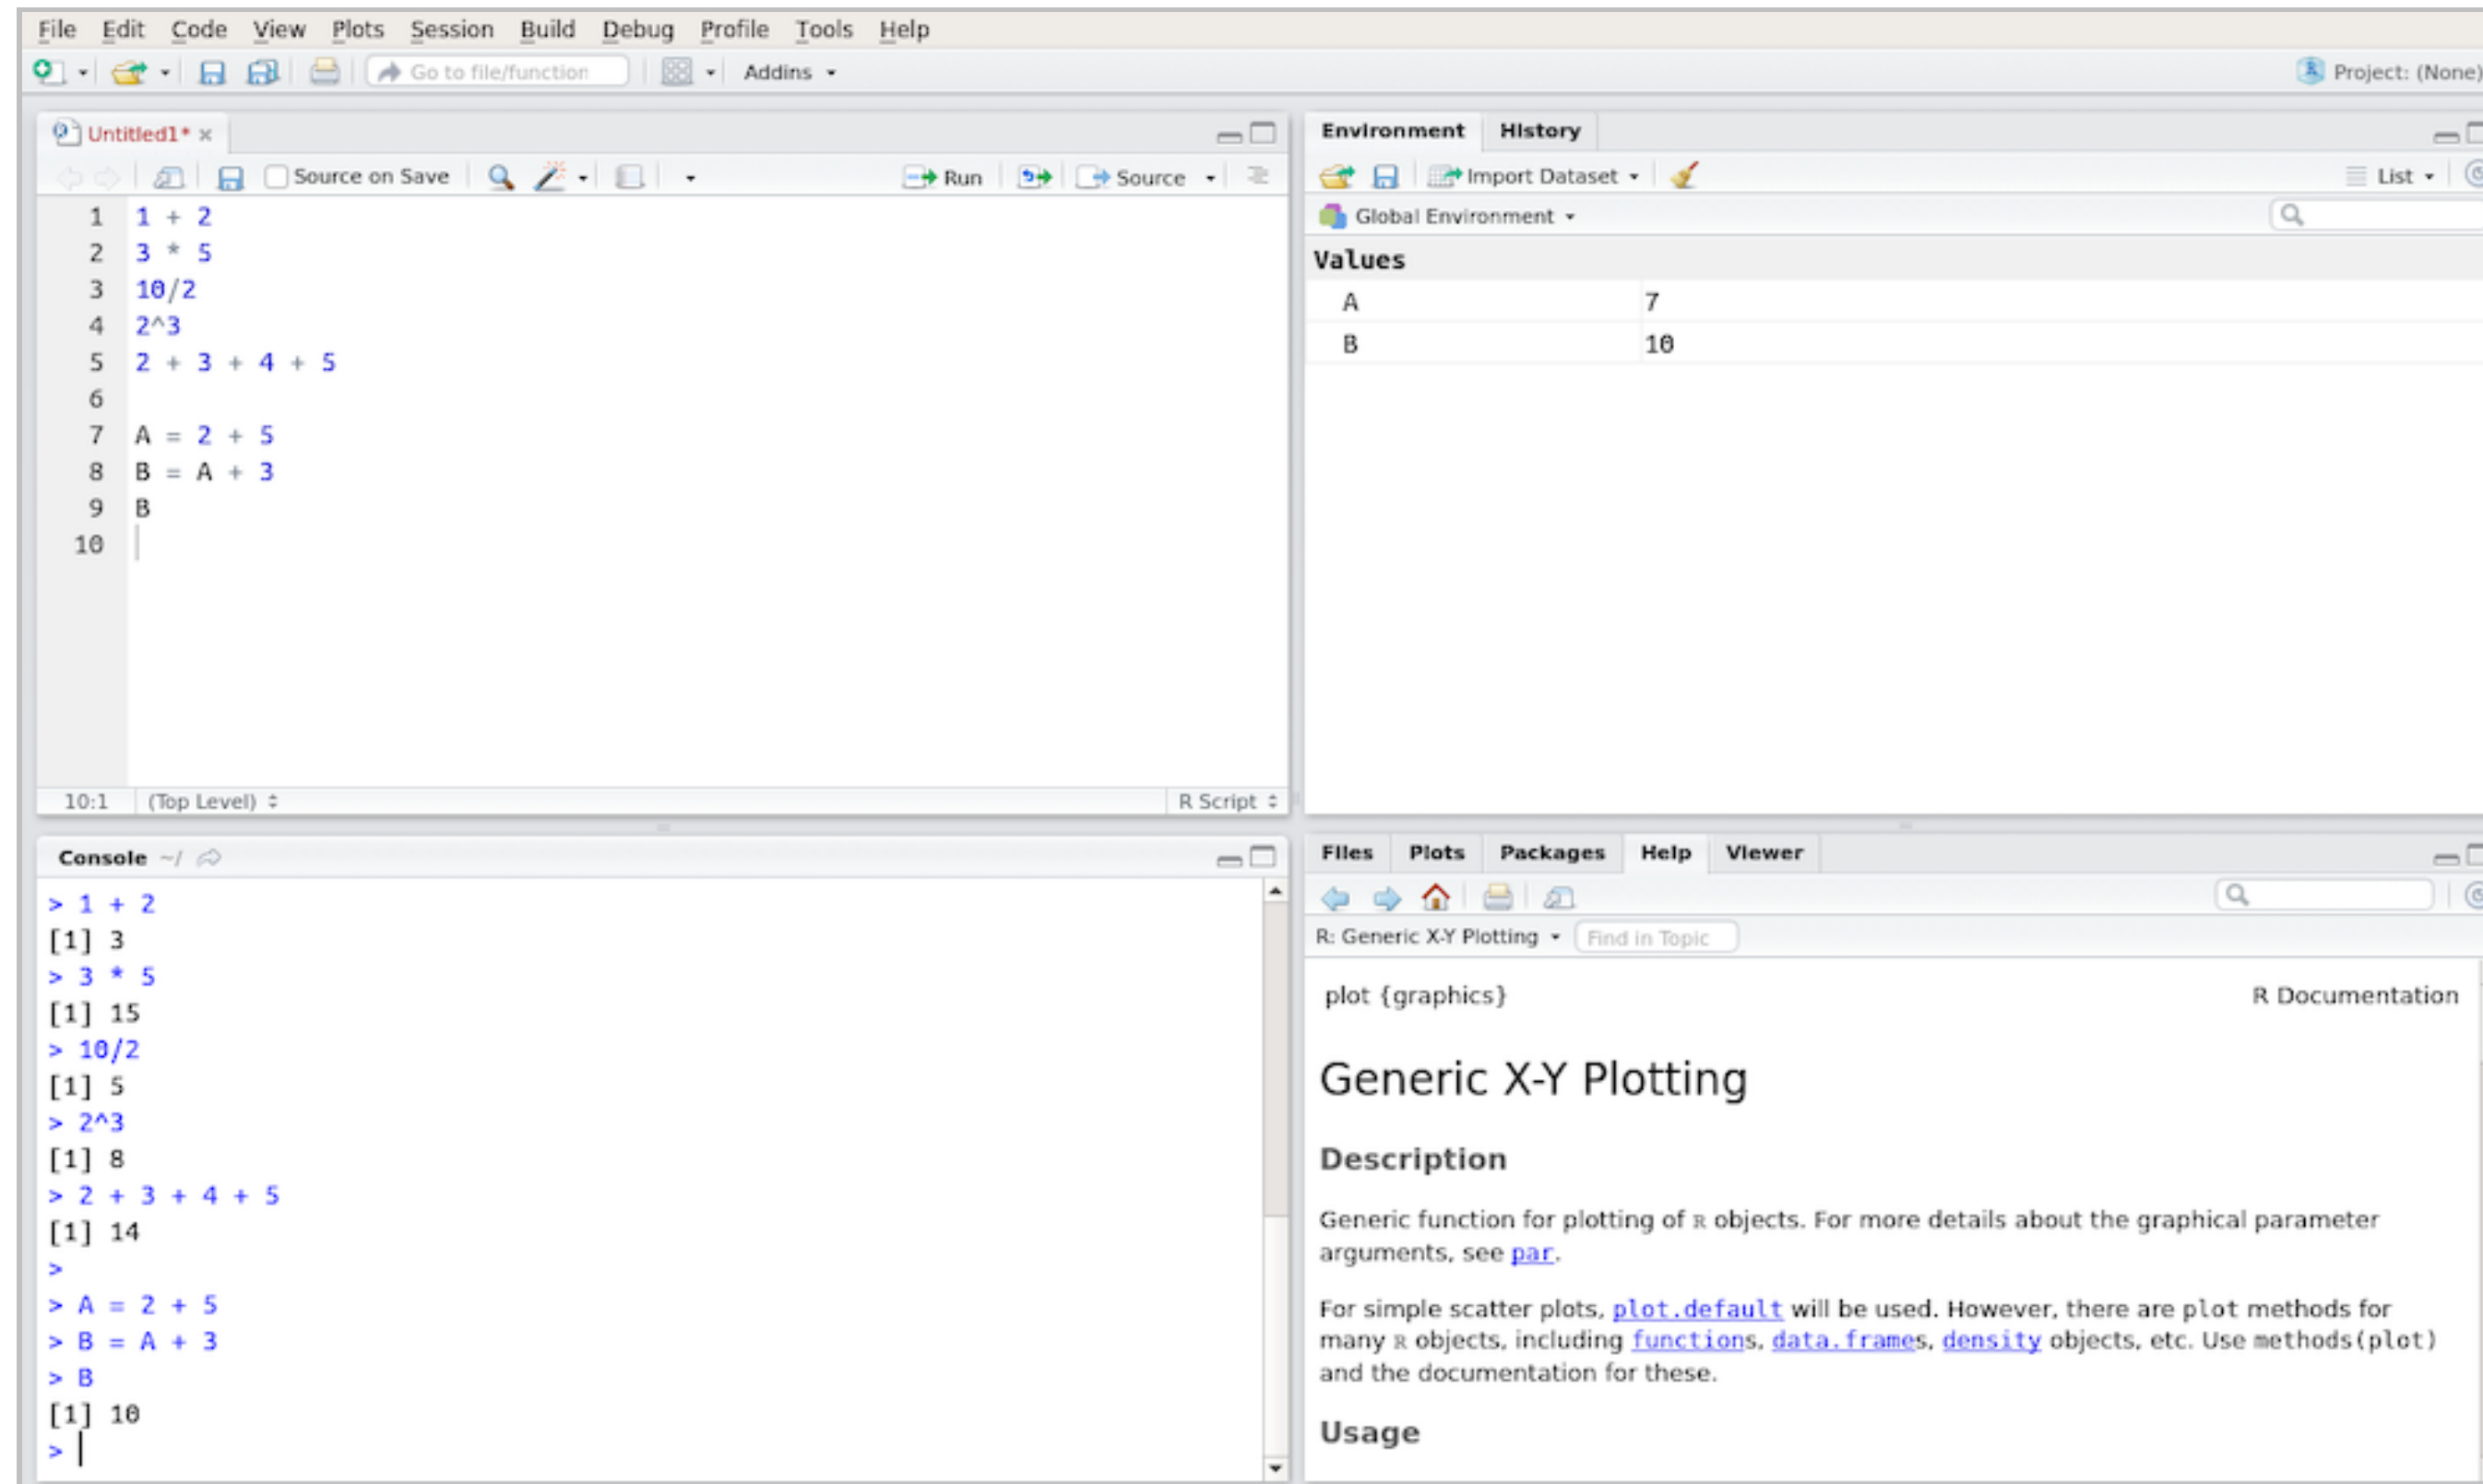 File Edit Code View Plots Session Build Debug Profile Tools Help
Go to file/function Addins Project: (None)
Untitled1* ×
Source on Save Run Source
1 1 + 2
2 3 * 5
3 10/2
4 2^3
5 2 + 3 + 4 + 5
6
7 A = 2 + 5
8 B = A + 3
9 B
10
10:1 (Top Level) R Script
Environment History
Import Dataset List
Global Environment
Values
A 7
B 10
Console ~/
> 1 + 2
[1] 3
> 3 * 5
[1] 15
> 10/2
[1] 5
> 2^3
[1] 8
> 2 + 3 + 4 + 5
[1] 14
>
> A = 2 + 5
> B = A + 3
> B
[1] 10
>
Files Plots Packages Help Viewer
R: Generic X-Y Plotting Find in Topic
plot {graphics} R Documentation
Generic X-Y Plotting
Description
Generic function for plotting of R objects. For more details about the graphical parameter
arguments, see par.
For simple scatter plots, plot.default will be used. However, there are plot methods for
many R objects, including functions, data.frames, density objects, etc. Use methods(plot)
and the documentation for these.
Usage